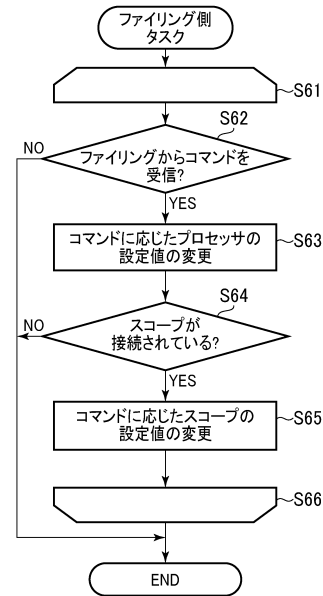 ファイリング側
タスク
S61
S62
NO
ファイリングからコマンドを
受信?
YES
コマンドに応じたプロセッサの
設定値の変更
S63
S64
NO
スコープが
接続されている?
YES
コマンドに応じたスコープの
設定値の変更
S65
S66
END